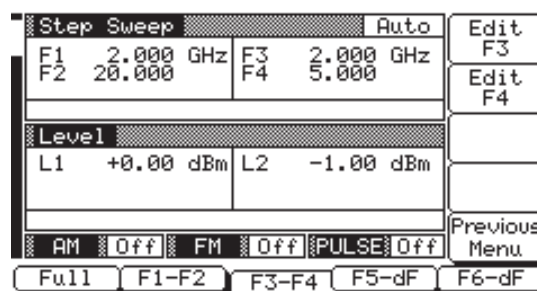 Step Sweep Auto
F1 2.000 GHz F3 2.000 GHz
F2 20.000 F4 5.000
Level
L1 +0.00 dBm L2 -1.00 dBm
AM Off FM Off PULSE Off
Edit
F3
Edit
F4
Previous
Menu
Full F1-F2 F3-F4 F5-dF F6-dF